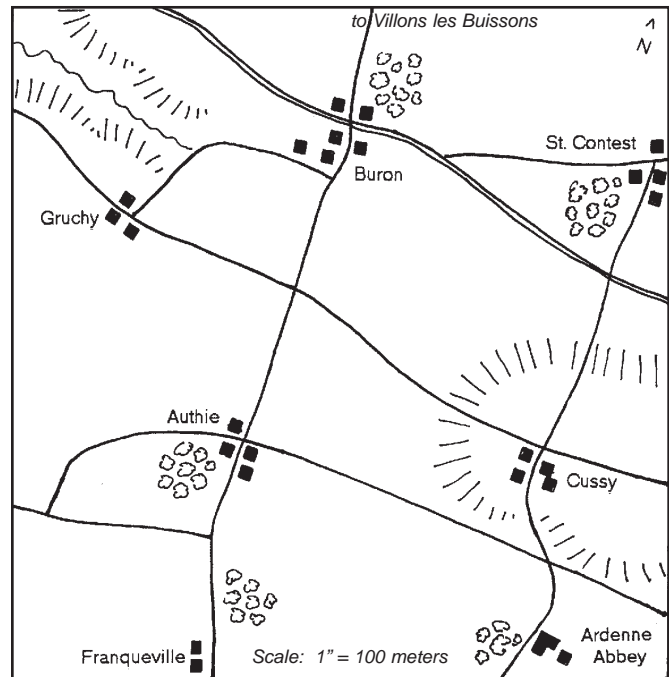 to Villons les Buissons
N
St. Contest
Buron
Gruchy
Authie
Cussy
Ardenne
Abbey
Franqueville
Scale: 1" = 100 meters